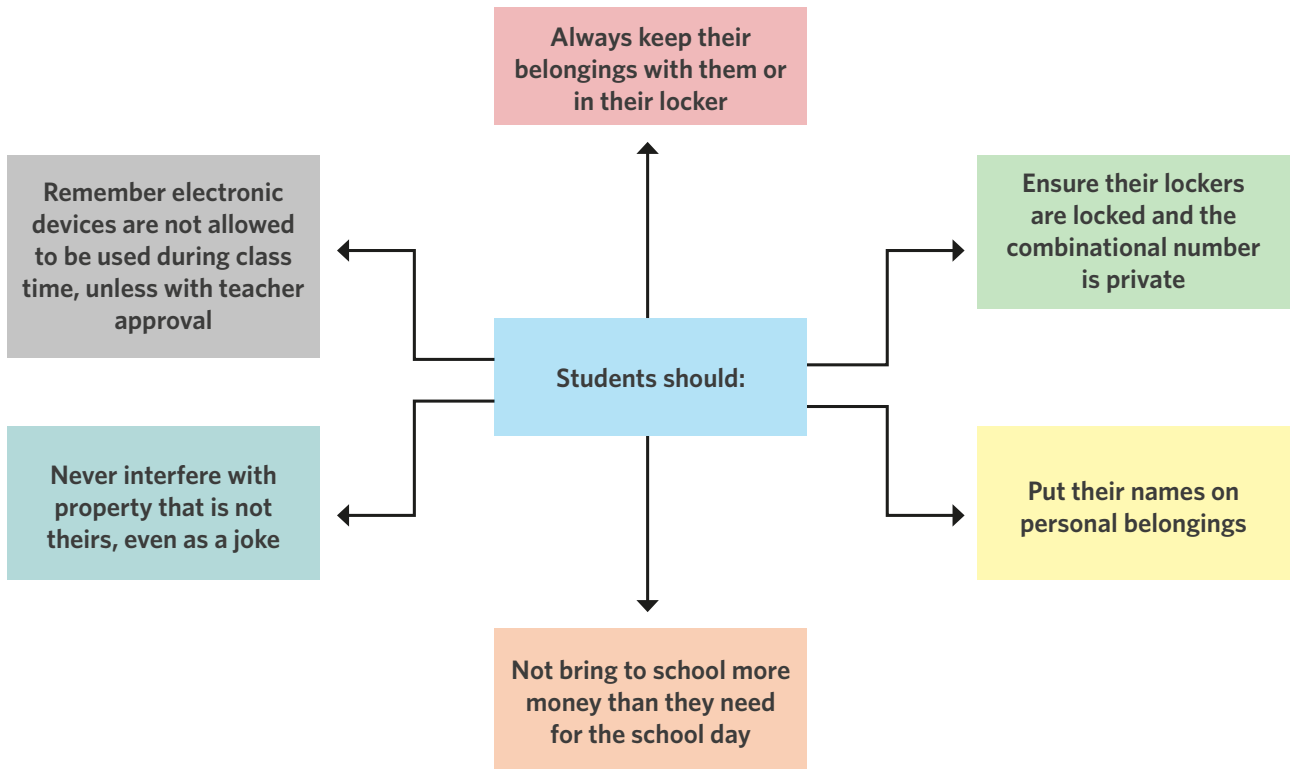 Always keep their
belongings with them or
in their locker
Remember electronic
devices are not allowed
to be used during class
time, unless with teacher
approval
Ensure their lockers
are locked and the
combinational number
is private
Students should:
Never interfere with
property that is not
theirs, even as a joke
Put their names on
personal belongings
Not bring to school more
money than they need
for the school day